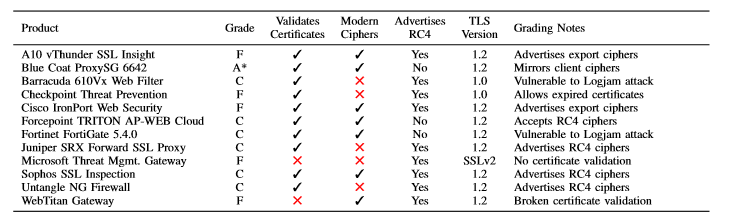 Product Grade Validates Certificates Modern Ciphers Advertises RC4 TLS Version Grading Notes
A10 vThunder SSL Insight F ✓ ✓ Yes 1.2 Advertises export ciphers
Blue Coat ProxySG 6642 A* ✓ ✓ No 1.2 Mirrors client ciphers
Barracuda 610Vx Web Filter C ✓ ✗ Yes 1.0 Vulnerable to Logjam attack
Checkpoint Threat Prevention F ✓ ✗ Yes 1.0 Allows expired certificates
Cisco IronPort Web Security F ✓ ✓ Yes 1.2 Advertises export ciphers
Forcepoint TRITON AP-WEB Cloud C ✓ ✓ No 1.2 Accepts RC4 ciphers
Fortinet FortiGate 5.4.0 C ✓ ✓ No 1.2 Vulnerable to Logjam attack
Juniper SRX Forward SSL Proxy C ✓ ✗ Yes 1.2 Advertises RC4 ciphers
Microsoft Threat Mgmt. Gateway F ✗ ✗ Yes SSLv2 No certificate validation
Sophos SSL Inspection C ✓ ✓ Yes 1.2 Advertises RC4 ciphers
Untangle NG Firewall C ✓ ✗ Yes 1.2 Advertises RC4 ciphers
WebTitan Gateway F ✗ ✓ Yes 1.2 Broken certificate validation